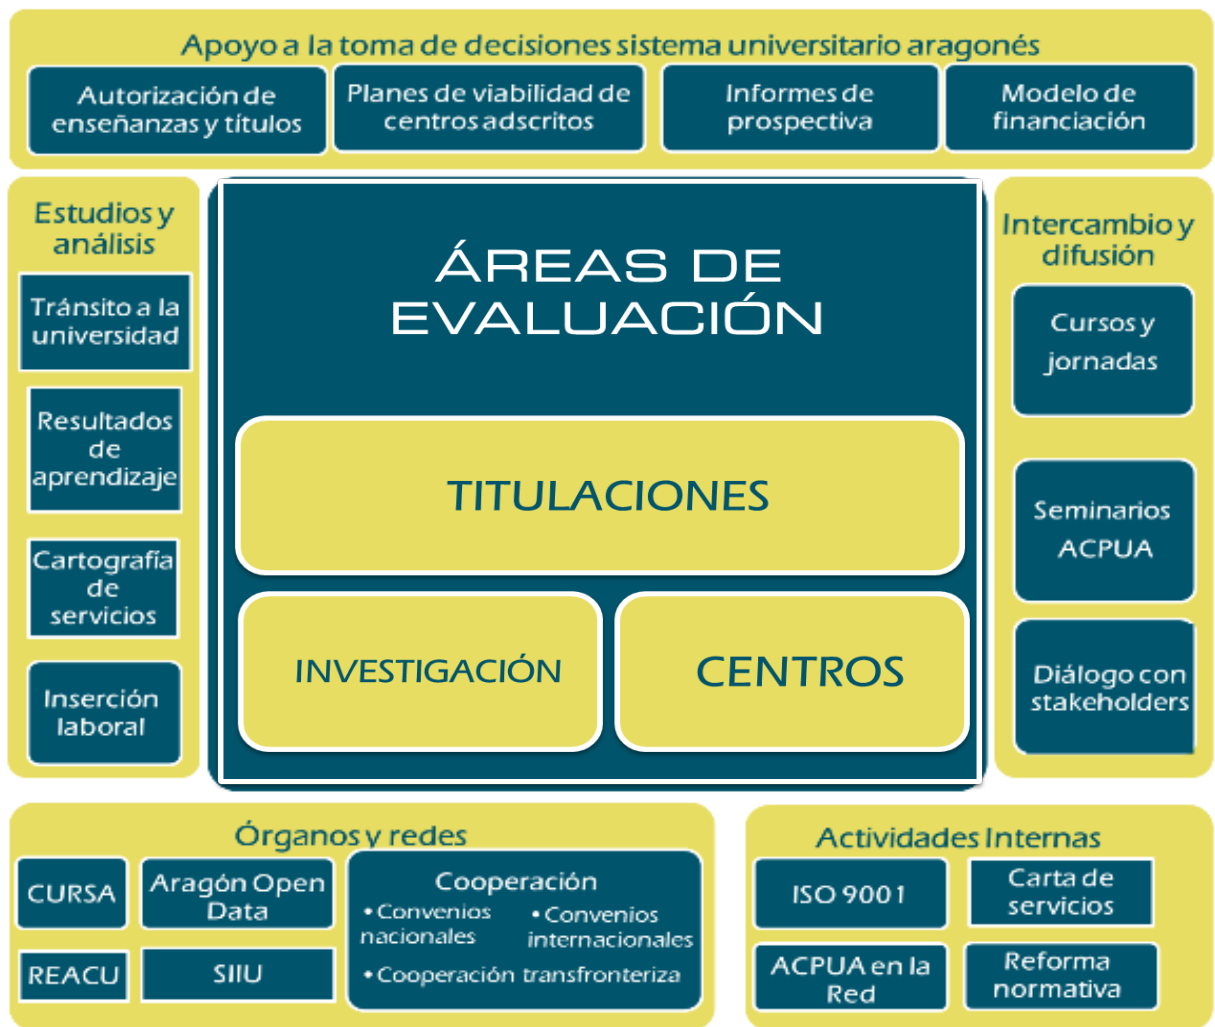 Apoyo a la toma de decisiones sistema universitario aragonés
Autorización de
enseñanzas y títulos
Planes de viabilidad de
centros adscritos
Informes de
prospectiva
Modelo de
financiación
Estudios y
análisis
Tránsito a la
universidad
Resultados
de
aprendizaje
Cartografía
de
servicios
Inserción
laboral
ÁREAS DE
EVALUACIÓN
TITULACIONES
INVESTIGACIÓN
CENTROS
Intercambio y
difusión
Cursos y
jornadas
Seminarios
ACPUA
Diálogo con
stakeholders
Órganos y redes
CURSA
Aragón Open
Data
REACU
SIIU
Cooperación
•Convenios
nacionales
•Convenios
internacionales
•Cooperación transfronteriza
Actividades Internas
ISO 9001
Carta de
servicios
ACPUA en la
Red
Reforma
normativa